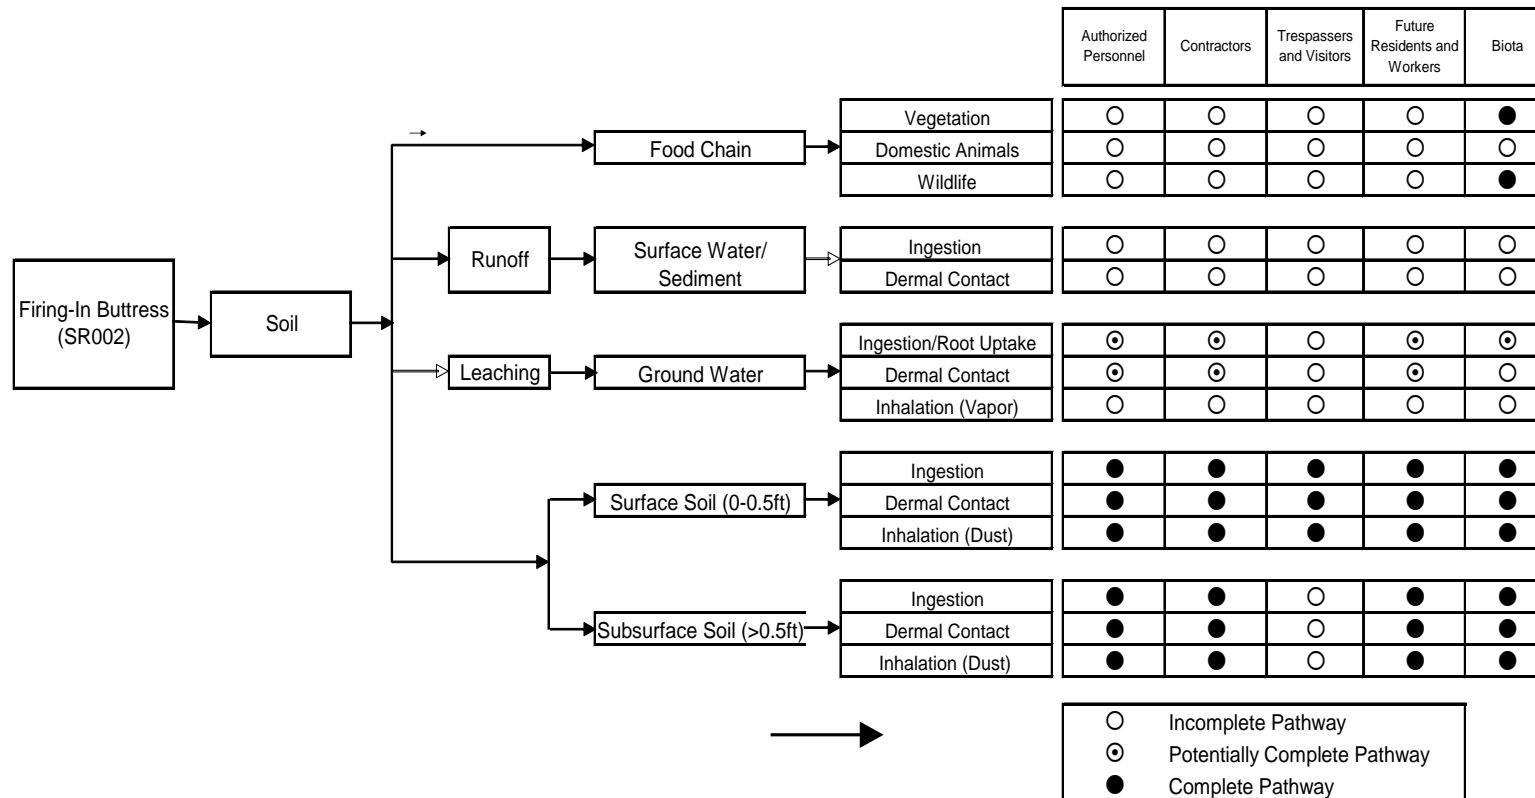 Authorized
Personnel
Contractors
Trespassers
and Visitors
Future
Residents and
Workers
Biota
Vegetation
Food Chain
Domestic Animals
Wildlife
Runoff
Surface Water/
Sediment
Ingestion
Dermal Contact
Firing-In Buttress
(SR002)
Soil
Leaching
Ground Water
Ingestion/Root Uptake
Dermal Contact
Inhalation (Vapor)
Surface Soil (0-0.5ft)
Ingestion
Dermal Contact
Inhalation (Dust)
Subsurface Soil (>0.5ft)
Ingestion
Dermal Contact
Inhalation (Dust)
Incomplete Pathway
Potentially Complete Pathway
Complete Pathway